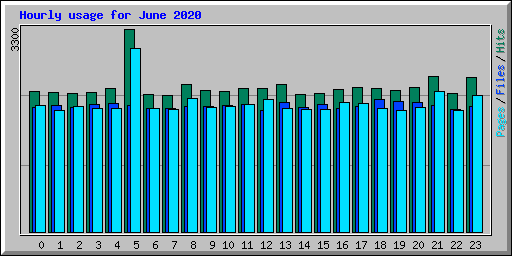 Hourly usage for June 2020
3300
Pages/Files/Hits
0 1 2 3 4 5 6 7 8 9 10 11 12 13 14 15 16 17 18 19 20 21 22 23